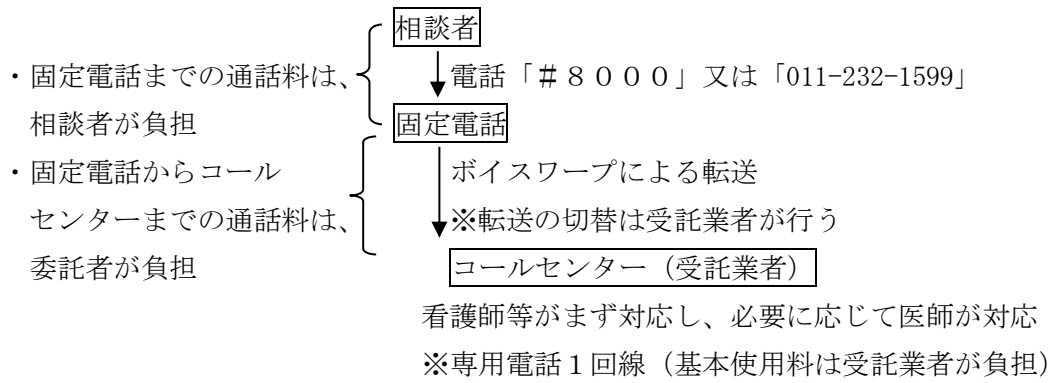 相談者
・固定電話までの通話料は、
電話「＃８０００」又は「011-232-1599」
相談者が負担
固定電話
・固定電話からコール
ボイスワープによる転送
センターまでの通話料は、
※転送の切替は受託業者が行う
委託者が負担
コールセンター（受託業者）
看護師等がまず対応し、必要に応じて医師が対応
※専用電話１回線（基本使用料は受託業者が負担）